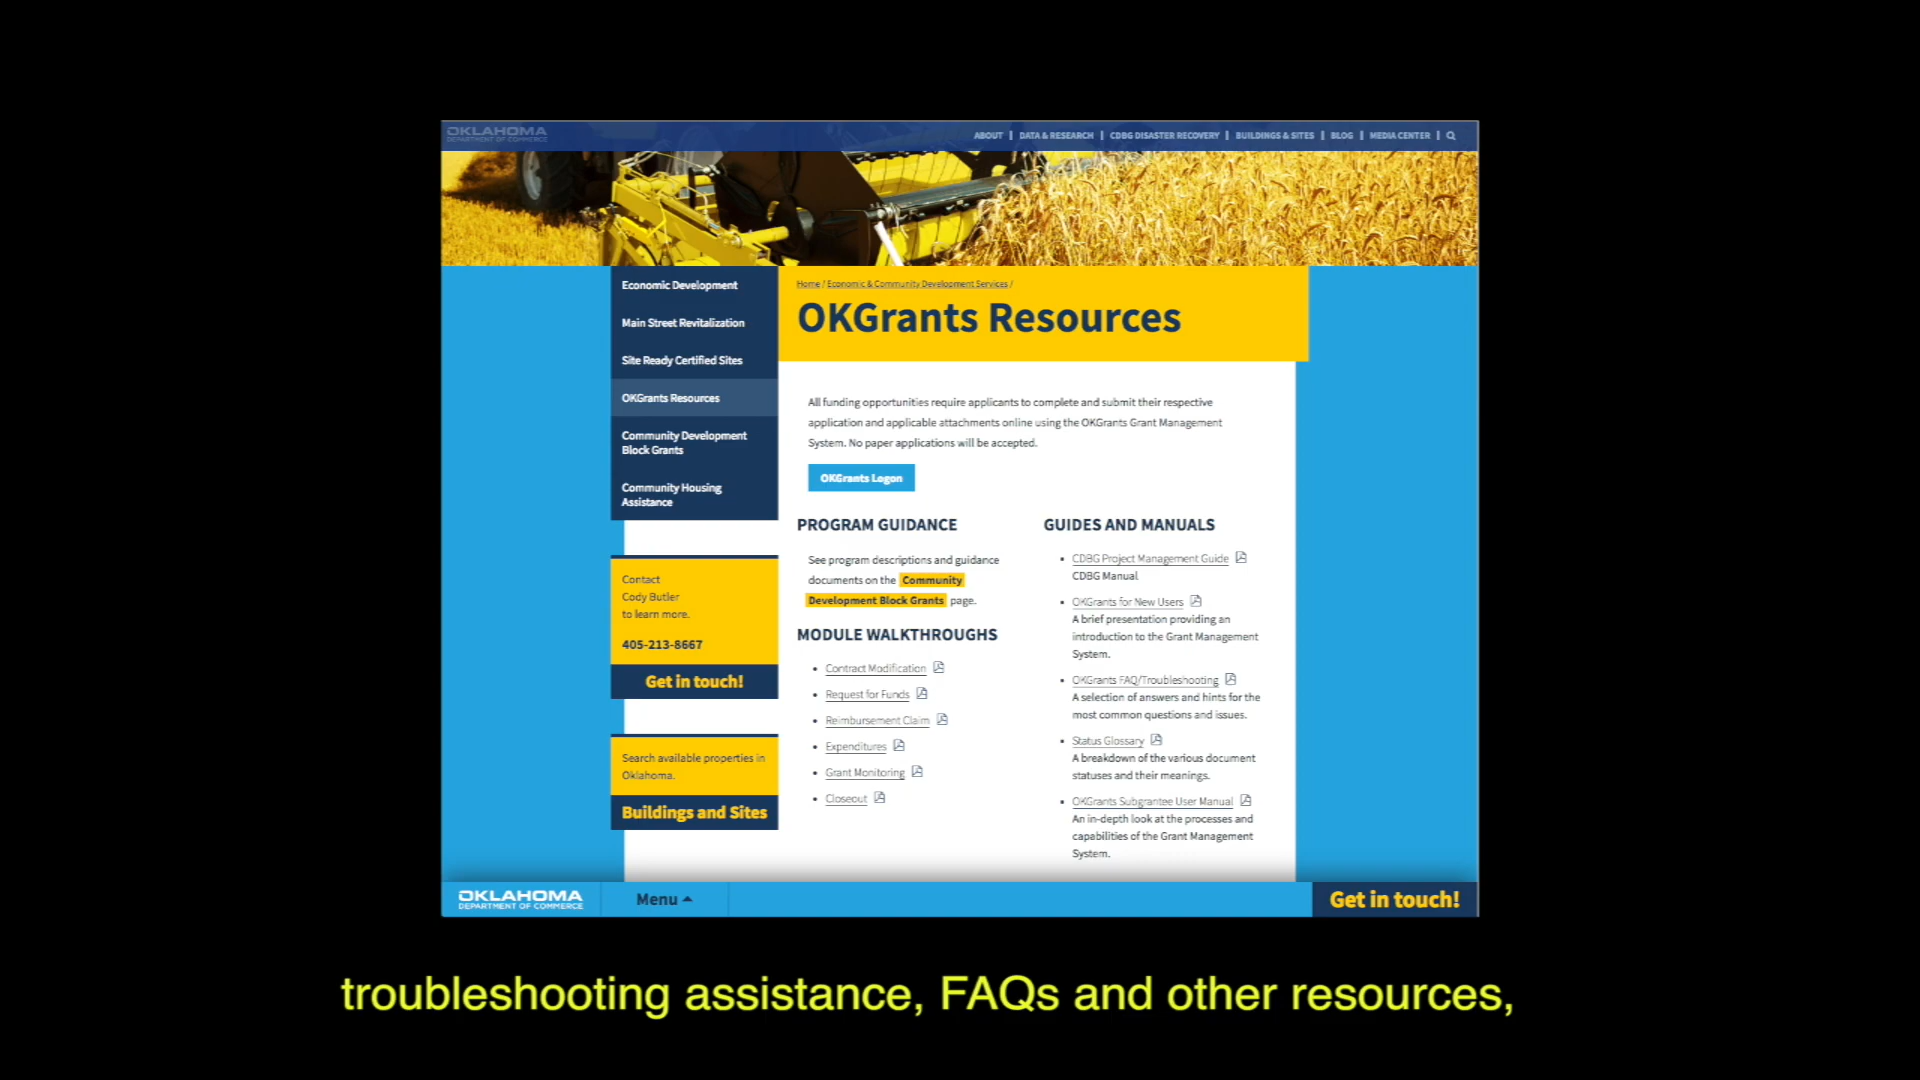 OKLAHOMA
DEPARTMENT OF COMMERCE
ABOUT | DATA & RESEARCH | CDBG DISASTER RECOVERY | BUILDINGS & SITES | BLOG | MEDIA CENTER |
Economic Development
Main Street Revitalization
Site Ready Certified Sites
OKGrants Resources
Community Development
Block Grants
Community Housing
Assistance
Contact
Cody Butler
to learn more.
405-213-8667
Get in touch!
Search available properties in
Oklahoma.
Buildings and Sites
Home / Economic & Community Development Services /
OKGrants Resources
All funding opportunities require applicants to complete and submit their respective
application and applicable attachments online using the OKGrants Grant Management
System. No paper applications will be accepted.
OKGrants Logon
PROGRAM GUIDANCE
See program descriptions and guidance
documents on the Community
Development Block Grants page.
MODULE WALKTHROUGHS
• Contract Modification
• Request for Funds
• Reimbursement Claim
• Expenditures
• Grant Monitoring
• Closeout
GUIDES AND MANUALS
• CDBG Project Management Guide
CDBG Manual
• OKGrants for New Users
A brief presentation providing an
introduction to the Grant Management
System.
• OKGrants FAQ/Troubleshooting
A selection of answers and hints for the
most common questions and issues.
• Status Glossary
A breakdown of the various document
statuses and their meanings.
• OKGrants Subgrantee User Manual
An in-depth look at the processes and
capabilities of the Grant Management
System.
OKLAHOMA
DEPARTMENT OF COMMERCE
Menu
Get in touch!
troubleshooting assistance, FAQs and other resources,